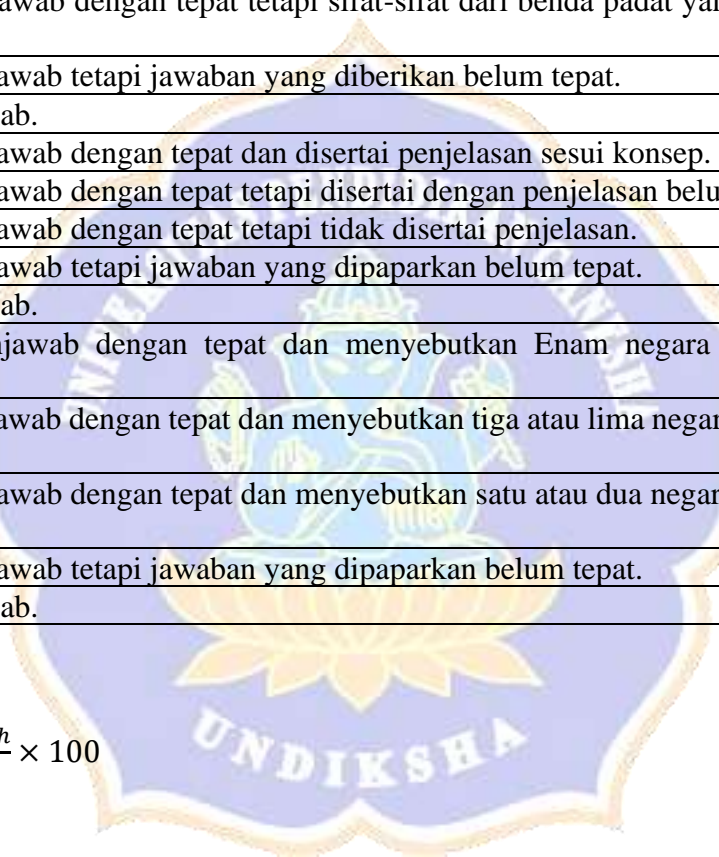 awab dengan tepat tetapi sifat-sifat dari benda padat yan
awab tetapi jawaban yang diberikan belum tepat.
ab.
awab dengan tepat dan disertai penjelasan sesui konsep.
awab dengan tepat tetapi disertai dengan penjelasan belu
awab dengan tepat tetapi tidak disertai penjelasan.
awab tetapi jawaban yang dipaparkan belum tepat.
ab.
jawab dengan tepat dan menyebutkan Enam negara
awab dengan tepat dan menyebutkan tiga atau lima negar
awab dengan tepat dan menyebutkan satu atau dua negar
awab tetapi jawaban yang dipaparkan belum tepat.
ab.
h × 100
UNIVERSITAS PENDIDIKAN GANESHA
UNDIKSHA